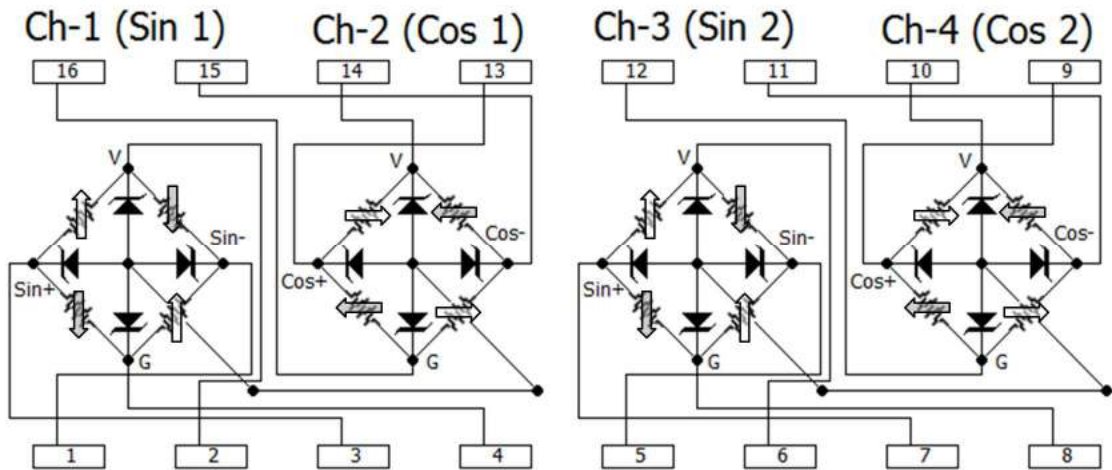 Ch-1 (Sin 1) Ch-2 (Cos 1) Ch-3 (Sin 2) Ch-4 (Cos 2)
16 15 14 13 12 11 10 9
V V V V
Sin- Cos- Sin- Cos-
Sin+ Cos+ Sin+ Cos+
G G G G
1 2 3 4 5 6 7 8